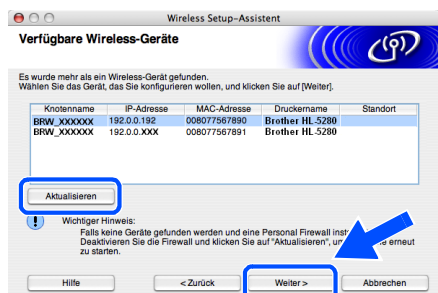 Wireless Setup-Assistent
Verfügbare Wireless-Geräte
Es wurde mehr als ein Wireless-Gerät gefunden.
Wählen Sie das Gerät, das Sie konfigurieren wollen, und klicken Sie auf [Weiter].
Knotenname IP-Adresse MAC-Adresse Druckername Standort
BRW_XXXXXX 192.0.0.192 008077567890 Brother HL-5280
BRW_XXXXXX 192.0.0.XXX 008077567891 Brother HL-5280
Aktualisieren
Wichtiger Hinweis:
Falls keine Geräte gefunden werden und eine Personal Firewall
Deaktivieren Sie die Firewall und klicken Sie auf "Aktualisieren", erneut
zu starten.
Hilfe < Zurück Weiter > Abbrechen